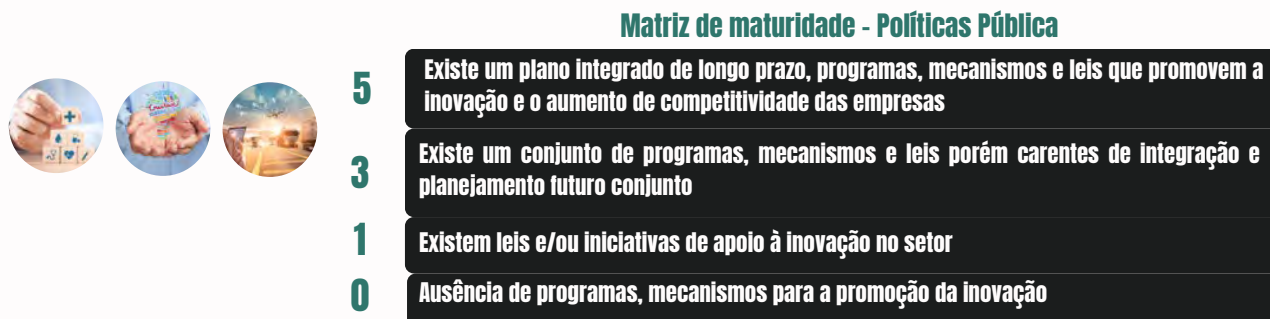 Matriz de maturidade - Políticas Pública
5
Existe um plano integrado de longo prazo, programas, mecanismos e leis que promovem a
inovação e o aumento de competitividade das empresas
3
Existe um conjunto de programas, mecanismos e leis porém carentes de integração e
planejamento futuro conjunto
1
Existem leis e/ou iniciativas de apoio à inovação no setor
0
Ausência de programas, mecanismos para a promoção da inovação